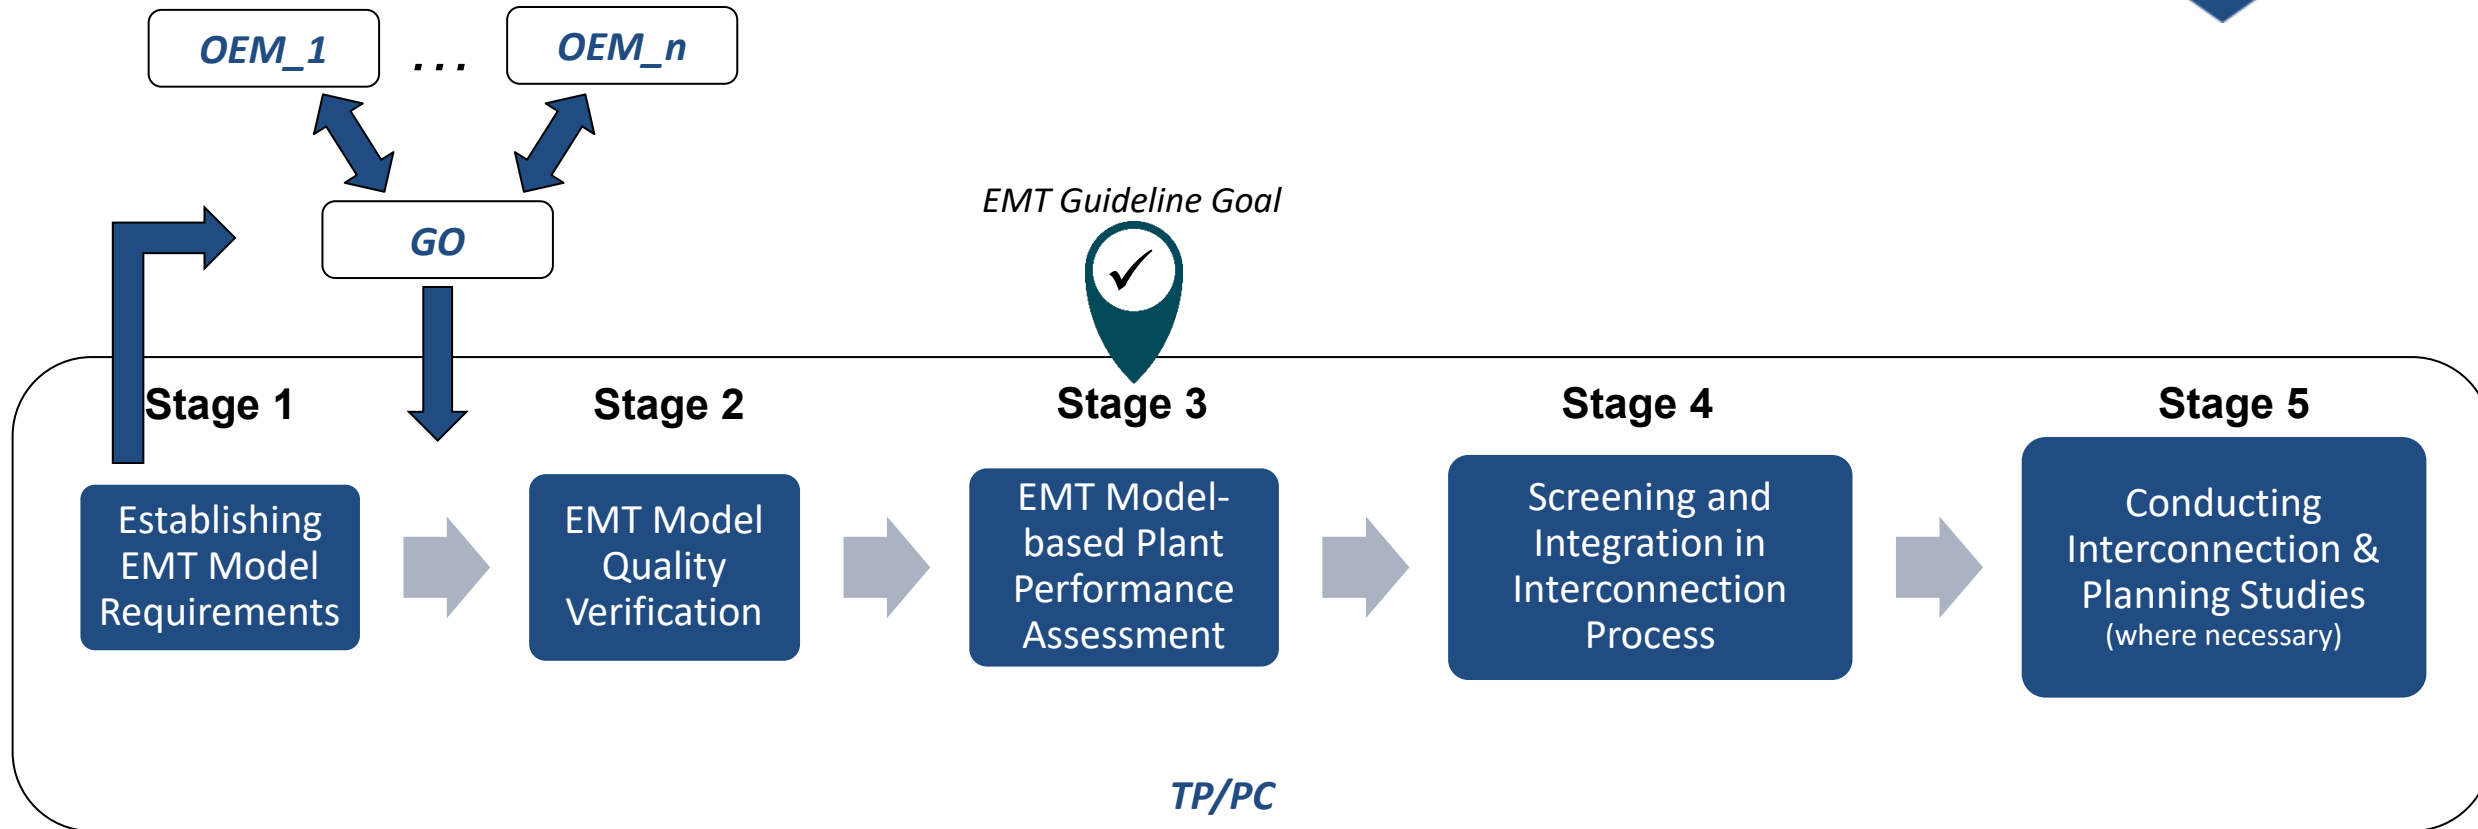 OEM_1
...
OEM_n
GO
EMT Guideline Goal
Stage 1
Stage 2
Stage 3
Stage 4
Stage 5
Establishing
EMT Model
Requirements
EMT Model
Quality
Verification
EMT Model-
based Plant
Performance
Assessment
Screening and
Integration in
Interconnection
Process
Conducting
Interconnection &
Planning Studies
(where necessary)
TP/PC